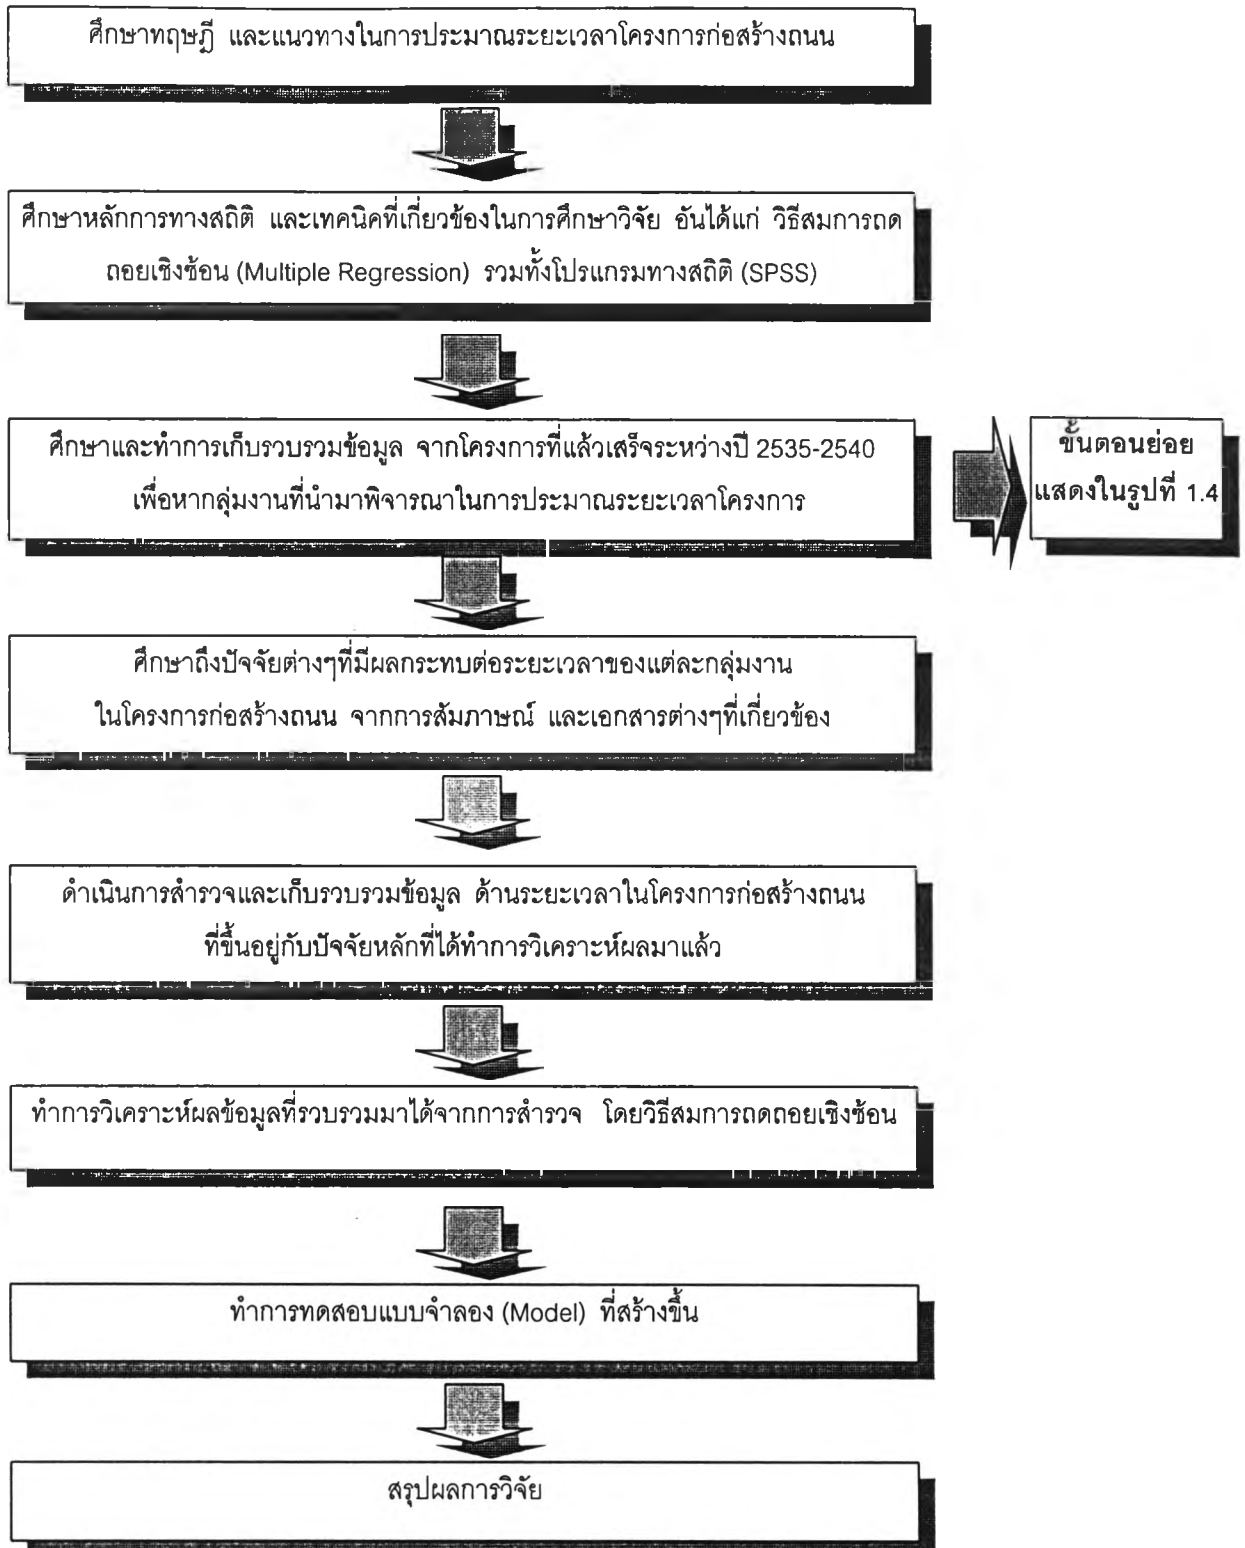 ศึกษาทฤษฎี และแนวทางในการประมาณระยะเวลาโครงการก่อสร้างถนน
ศึกษาหลักการทางสถิติ และเทคนิคที่เกี่ยวข้องในการศึกษาวิจัย อันได้แก่ วิธีสมการถด
ถอยเชิงซ้อน (Multiple Regression) รวมทั้งโปรแกรมทางสถิติ (SPSS)
ศึกษาและทำการเก็บรวบรวมข้อมูล จากโครงการที่แล้วเสร็จระหว่างปี 2535-2540
เพื่อหากลุ่มงานที่นำมาพิจารณาในการประมาณระยะเวลาโครงการ
ขั้นตอนย่อย
แสดงในรูปที่ 1.4
ศึกษาถึงปัจจัยต่างๆที่มีผลกระทบต่อระยะเวลาของแต่ละกลุ่มงาน
ในโครงการก่อสร้างถนน จากการสัมภาษณ์ และเอกสารต่างๆที่เกี่ยวข้อง
ดำเนินการสำรวจและเก็บรวบรวมข้อมูล ด้านระยะเวลาในโครงการก่อสร้างถนน
ที่ขึ้นอยู่กับปัจจัยหลักที่ได้ทำการวิเคราะห์ผลมาแล้ว
ทำการวิเคราะห์ผลข้อมูลที่รวบรวมมาได้จากการสำรวจ โดยวิธีสมการถดถอยเชิงซ้อน
ทำการทดสอบแบบจำลอง (Model) ที่สร้างขึ้น
สรุปผลการวิจัย